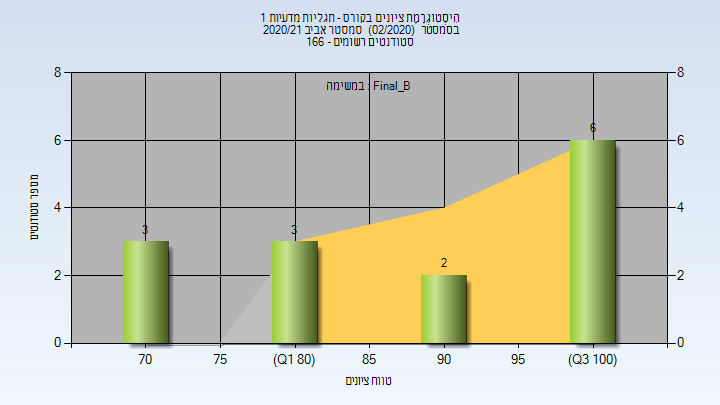 היסטוגרמת ציונים בקורס - תגליות מדעיות 1
בסמסטר (02/2020) סמסטר אביב 2020/21
סטודנטים רשומים - 166
במשימה : Final_B
מספר סטודנטים
8
6
4
2
0
8
6
4
2
0
3
3
2
6
70
75
(Q1 80)
85
90
95
(Q3 100)
טווח ציונים